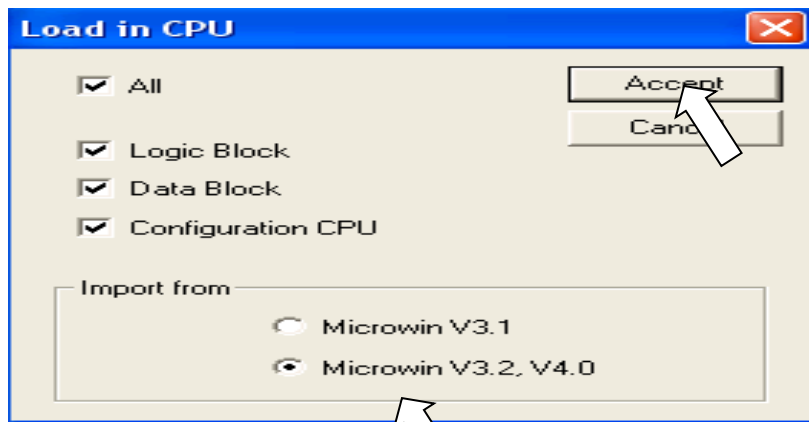 Load in CPU
All
Accept
Cancel
Logic Block
Data Block
Configuration CPU
Import from
Microwin V3.1
Microwin V3.2, V4.0